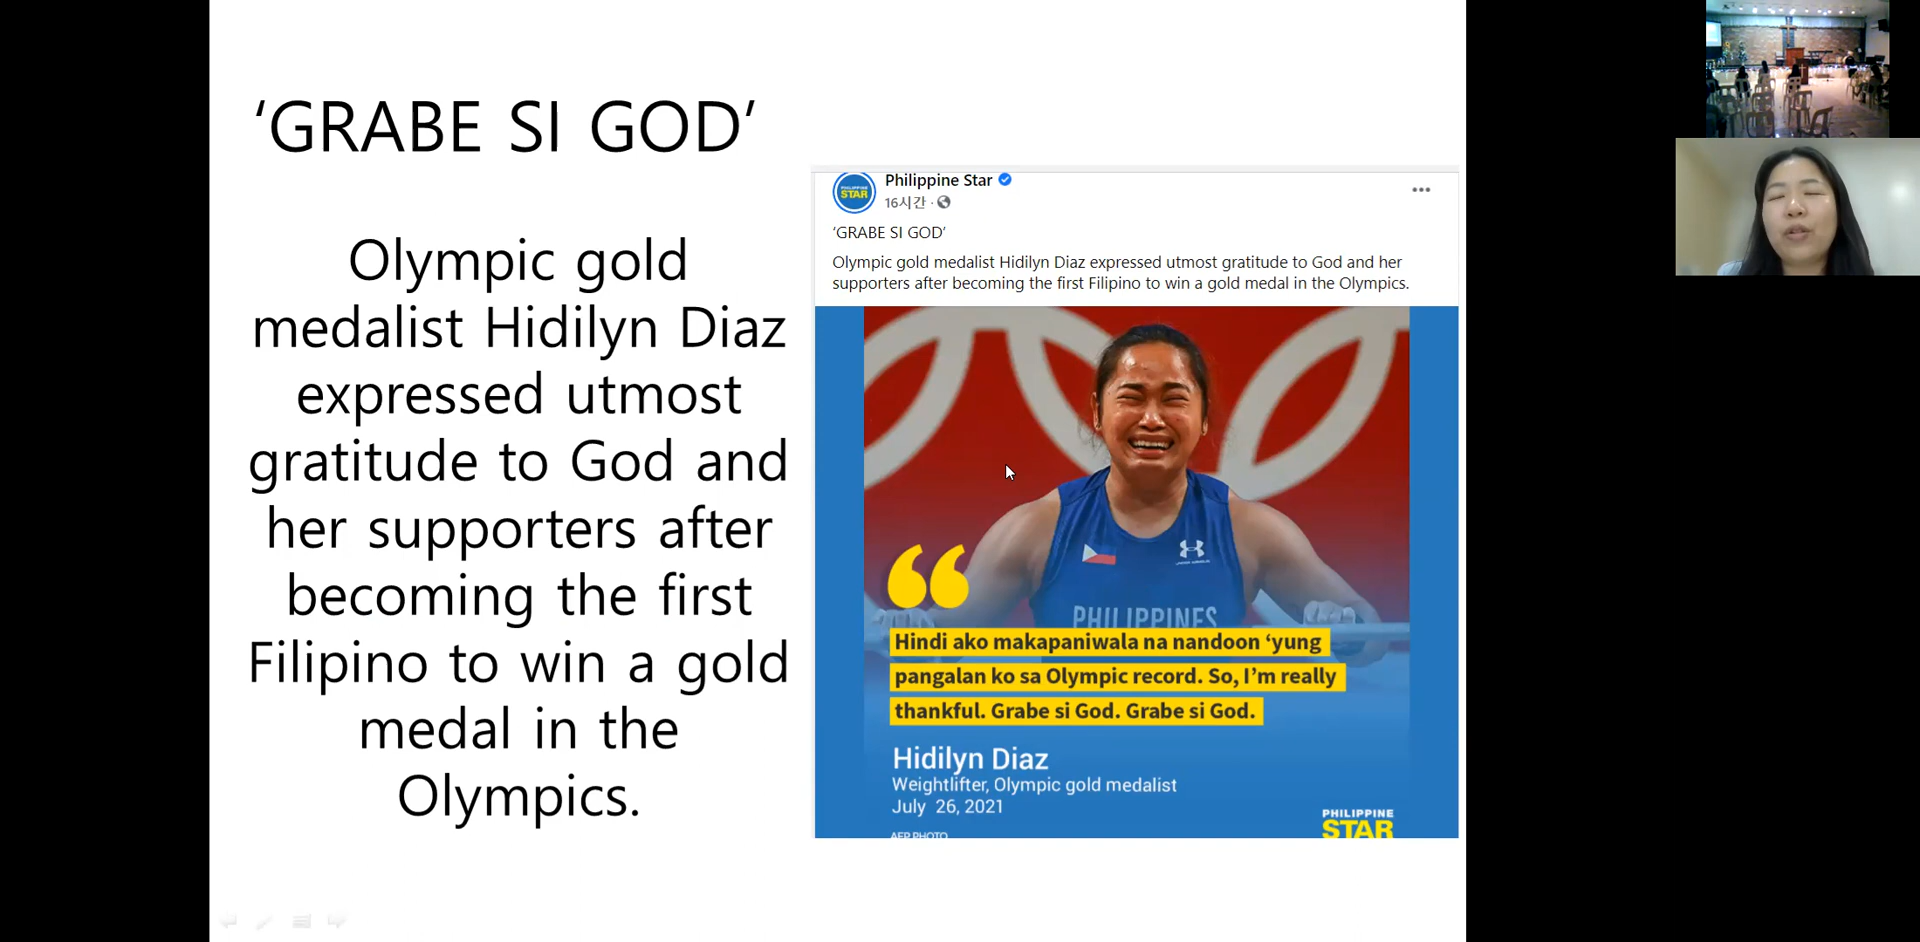 ‘GRABE SI GOD’
Olympic gold
medalist Hidilyn Diaz
expressed utmost
gratitude to God and
her supporters after
becoming the first
Filipino to win a gold
medal in the
Olympics.
PHILIPPINE
STAR
Philippine Star
16시간 ·
‘GRABE SI GOD’
Olympic gold medalist Hidilyn Diaz expressed utmost gratitude to God and her
supporters after becoming the first Filipino to win a gold medal in the Olympics.
UNDER ARMOUR
PHILIPPINES
“
Hindi ako makapaniwala na nandoon ‘yung
pangalan ko sa Olympic record. So, I’m really
thankful. Grabe si God. Grabe si God.
Hidilyn Diaz
Weightlifter, Olympic gold medalist
July 26, 2021
AFP PHOTO
PHILIPPINE
STAR